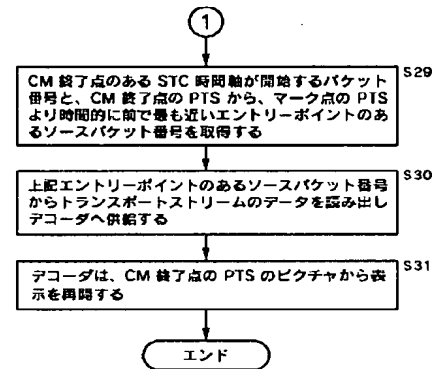 1
CM 終了点のある STC 時間軸が開始するパケット
番号と、CM 終了点の PTS から、マーク点の PTS
より時間的に前で最も近いエントリーポイントのあ
るソースパケット番号を取得する
S29
上記エントリーポイントのあるソースパケット番号
からトランスポートストリームのデータを読み出し
デコーダへ供給する
S30
デコーダは、CM 終了点の PTS のピクチャから表
示を再開する
S31
エンド